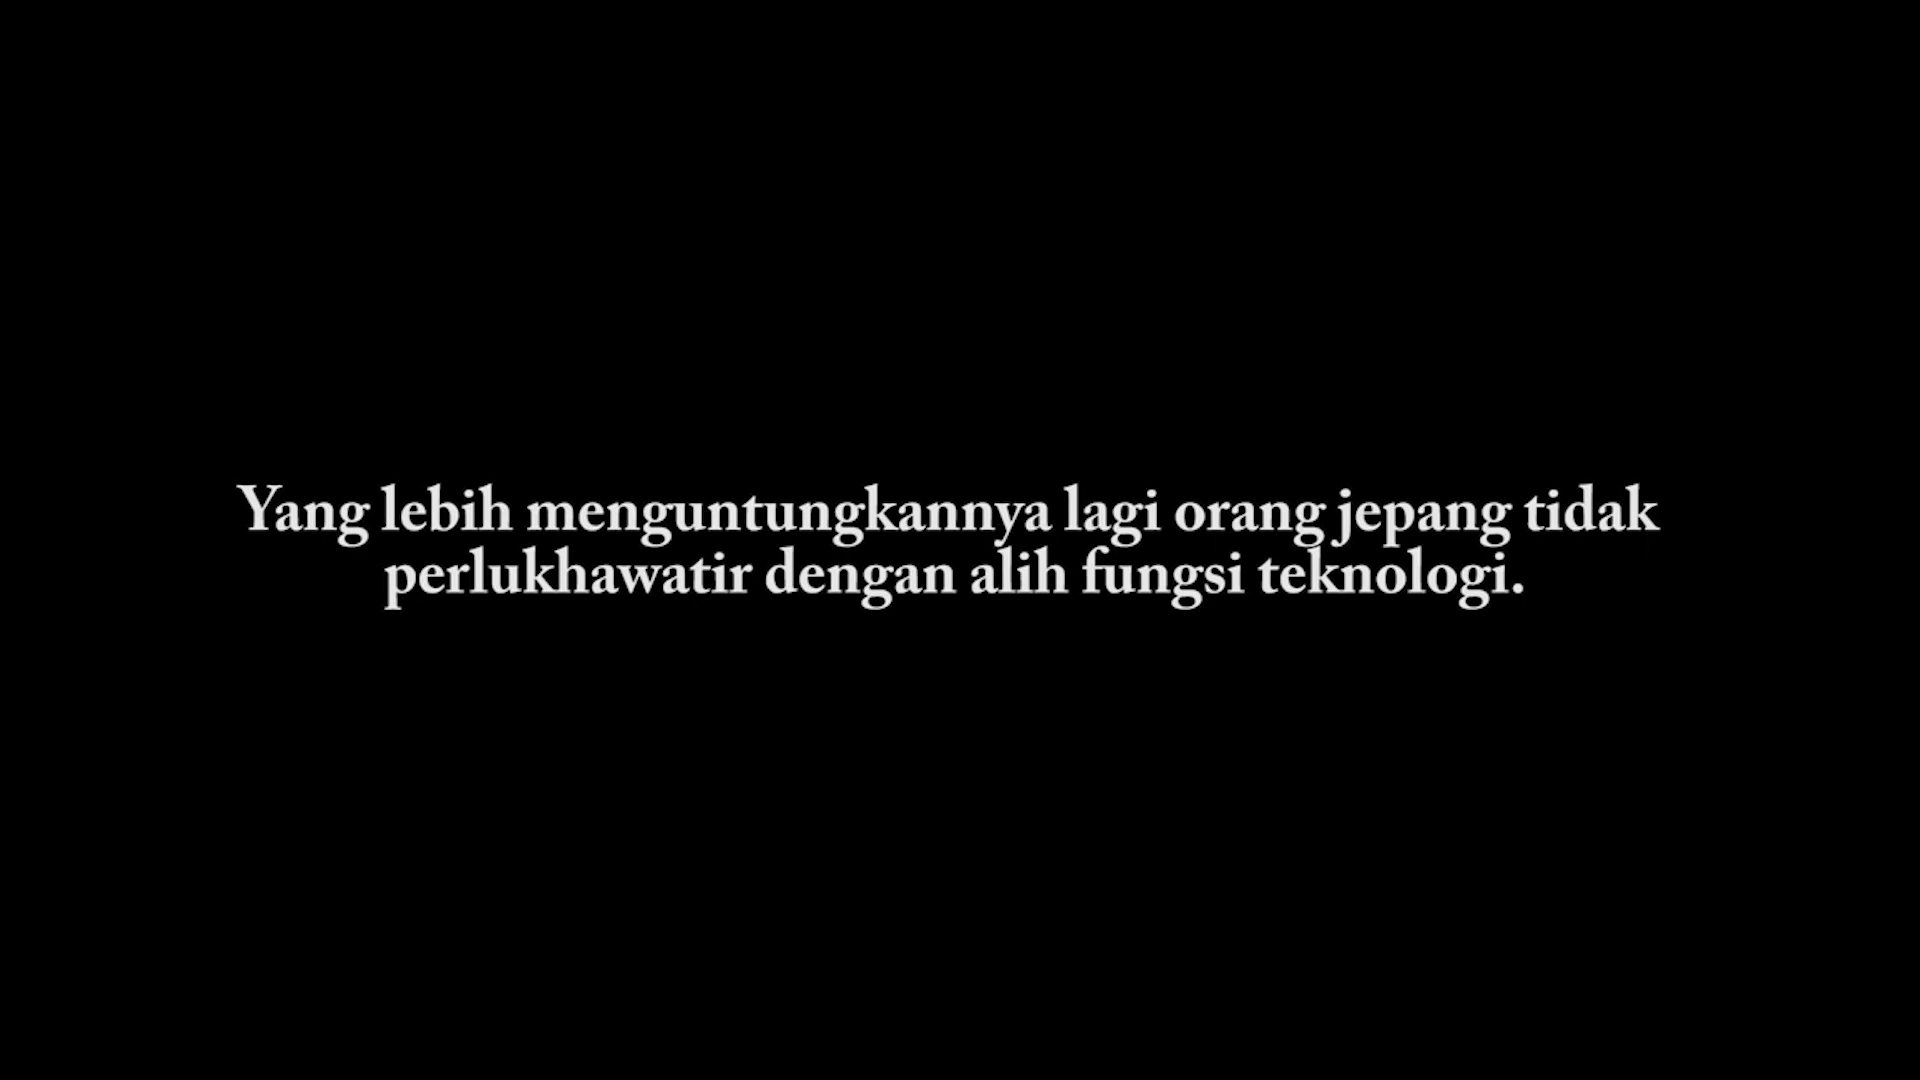 Yang lebih menguntungkannya lagi orang jepang tidak
perlukhawatir dengan alih fungsi teknologi.